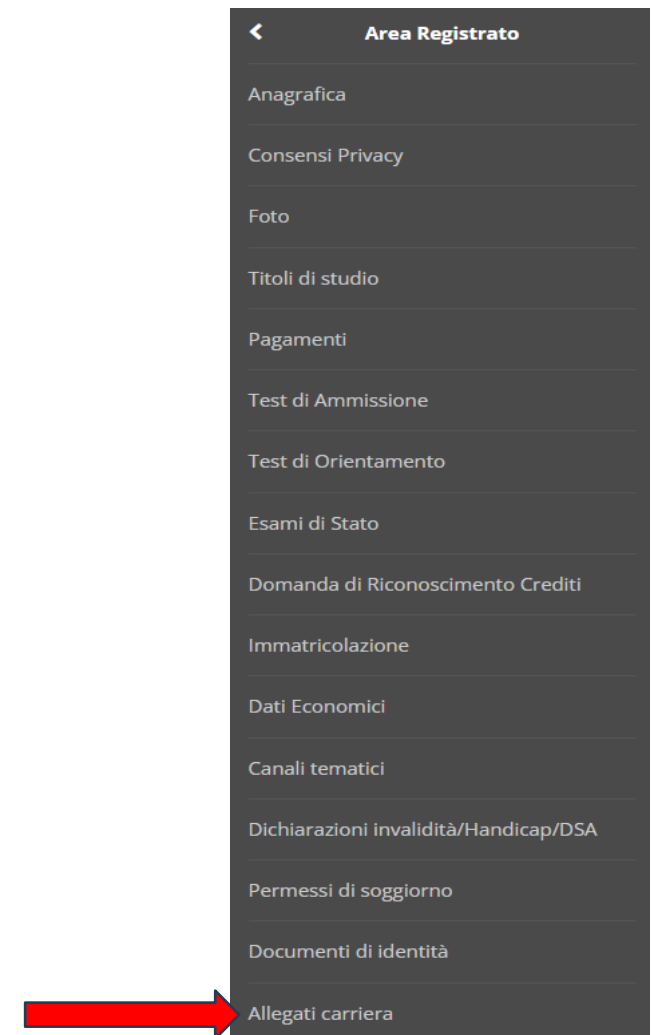 Area Registrato
Anagrafica
Consensi Privacy
Foto
Titoli di studio
Pagamenti
Test di Ammissione
Test di Orientamento
Esami di Stato
Domanda di Riconoscimento Crediti
Immatricolazione
Dati Economici
Canali tematici
Dichiarazioni invalidità/Handicap/DSA
Permessi di soggiorno
Documenti di identità
Allegati carriera